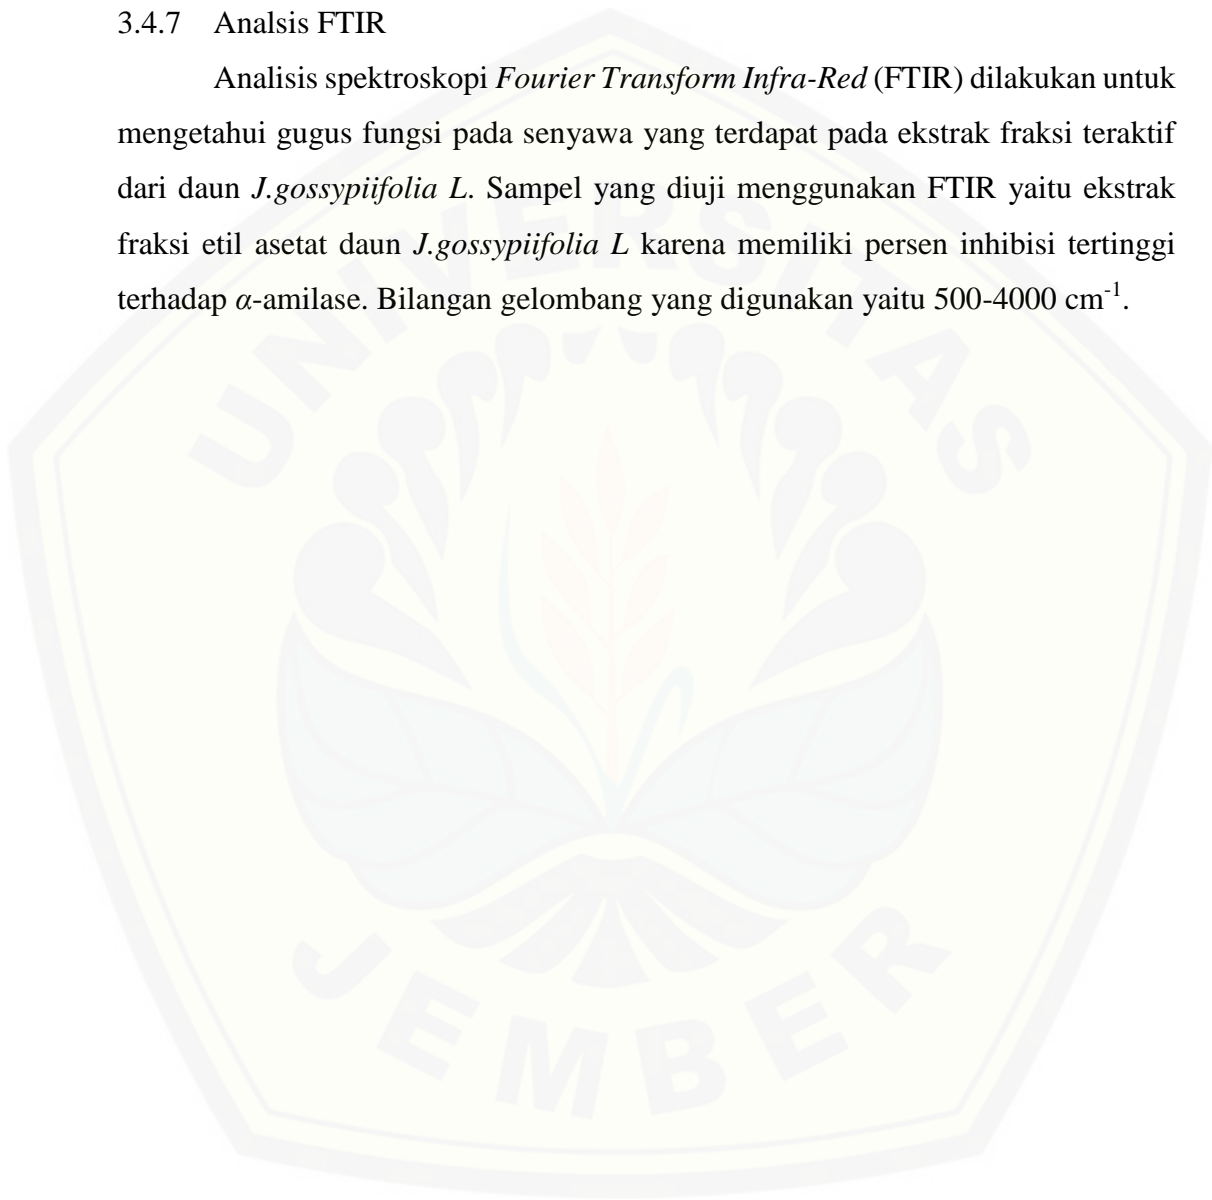 3.4.7 Analsis FTIR
Analisis spektroskopi Fourier Transform Infra-Red (FTIR) dilakukan untuk
mengetahui gugus fungsi pada senyawa yang terdapat pada ekstrak fraksi teraktif
dari daun J.gossypiifolia L. Sampel yang diuji menggunakan FTIR yaitu ekstrak
fraksi etil asetat daun J.gossypiifolia L karena memiliki persen inhibisi tertinggi
terhadap α-amilase. Bilangan gelombang yang digunakan yaitu 500-4000 cm⁻¹.
UNIVERSITAS
JEMBER